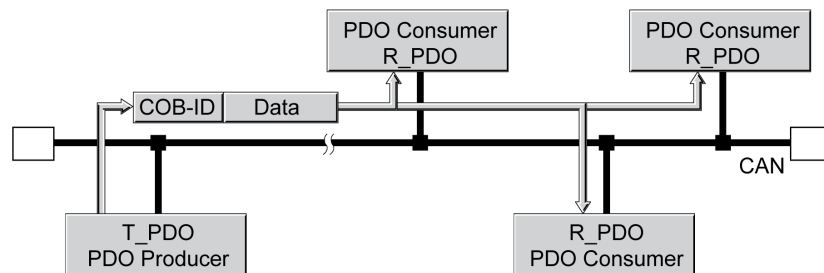 PDO Consumer
R_PDO
PDO Consumer
R_PDO
COB-ID
Data
CAN
T_PDO
PDO Producer
R_PDO
PDO Consumer